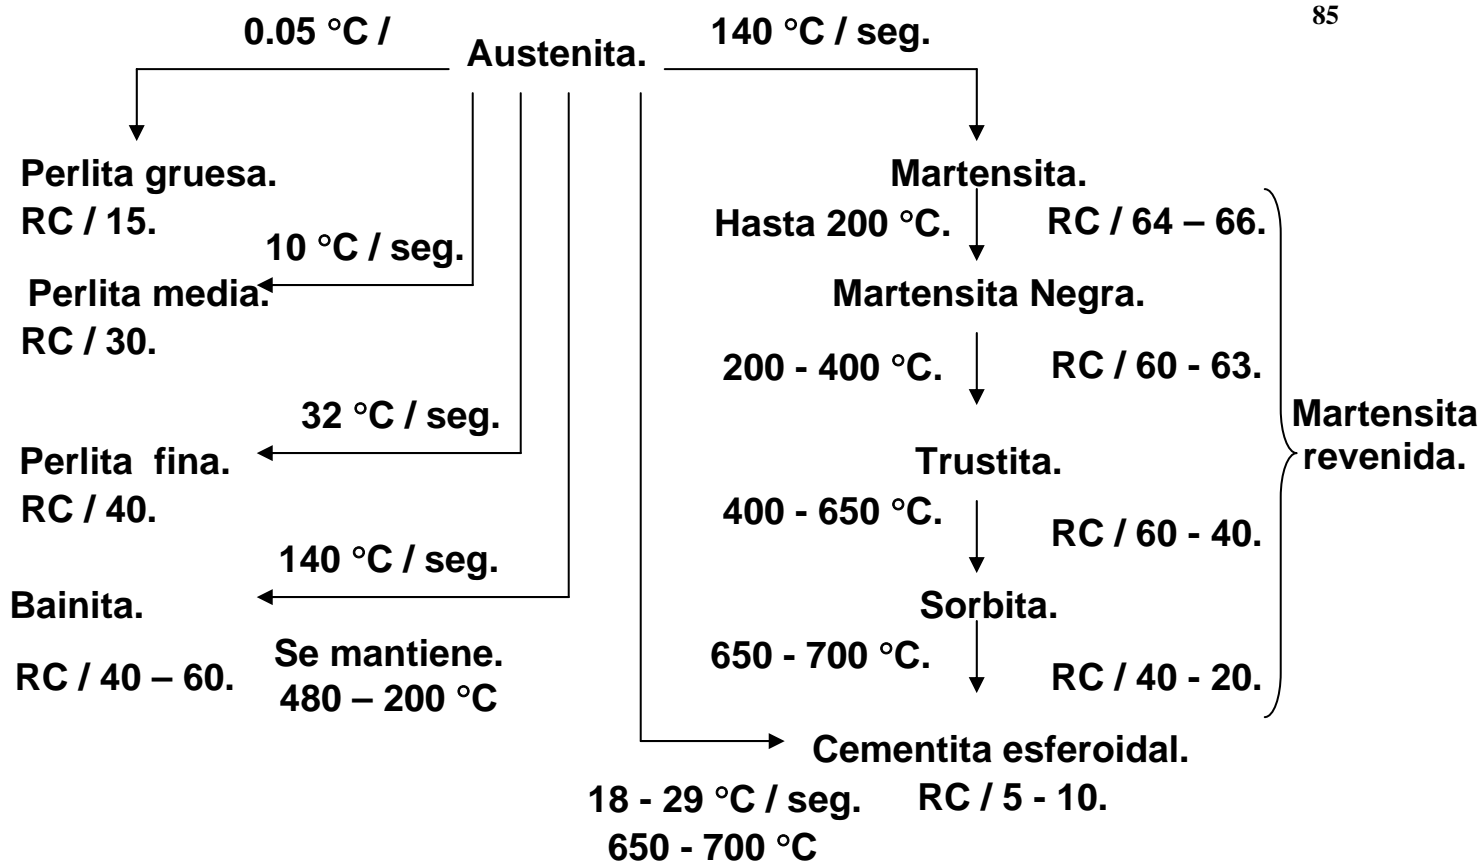 85
0.05 °C /
Austenita.
140 °C / seg.
Perlita gruesa.
RC / 15.
10 °C / seg.
Perlita media.
RC / 30.
32 °C / seg.
Perlita fina.
RC / 40.
140 °C / seg.
Bainita.
RC / 40 – 60.
Se mantiene.
480 – 200 °C
Martensita.
Hasta 200 °C.
RC / 64 – 66.
Martensita Negra.
200 - 400 °C.
RC / 60 - 63.
Trustita.
400 - 650 °C.
RC / 60 - 40.
Sorbita.
650 - 700 °C.
RC / 40 - 20.
Martensita
revenida.
Cementita esferoidal.
18 - 29 °C / seg.
RC / 5 - 10.
650 - 700 °C